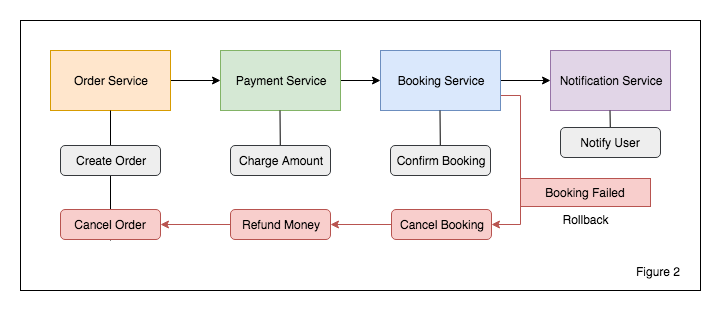 Order Service
Payment Service
Booking Service
Notification Service
Create Order
Charge Amount
Confirm Booking
Notify User
Booking Failed
Cancel Order
Refund Money
Cancel Booking
Rollback
Figure 2